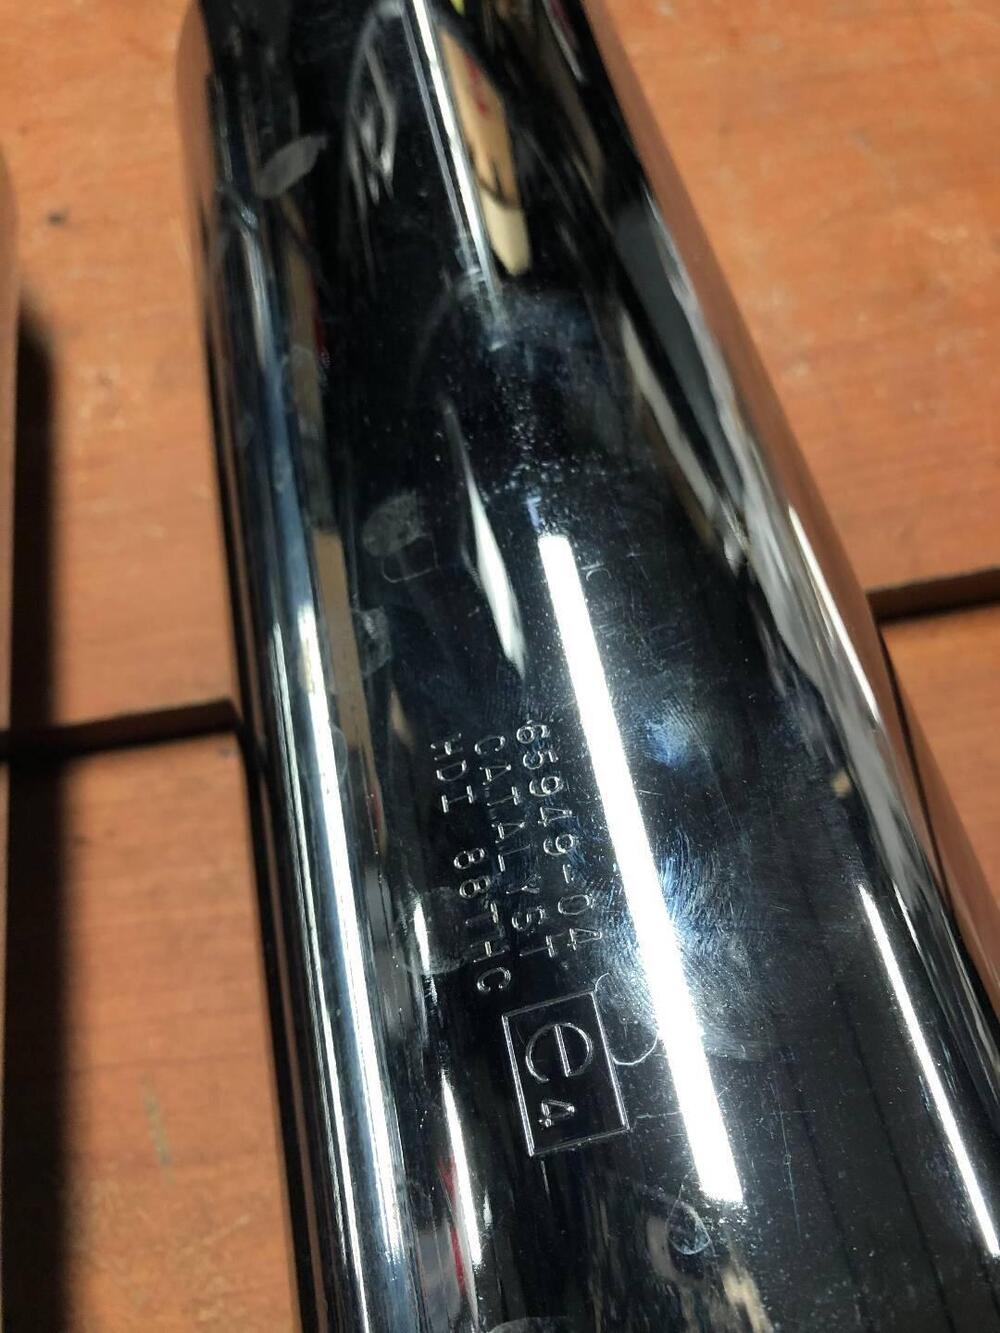 65949-04
CATALYST
HDI 88THC
e4